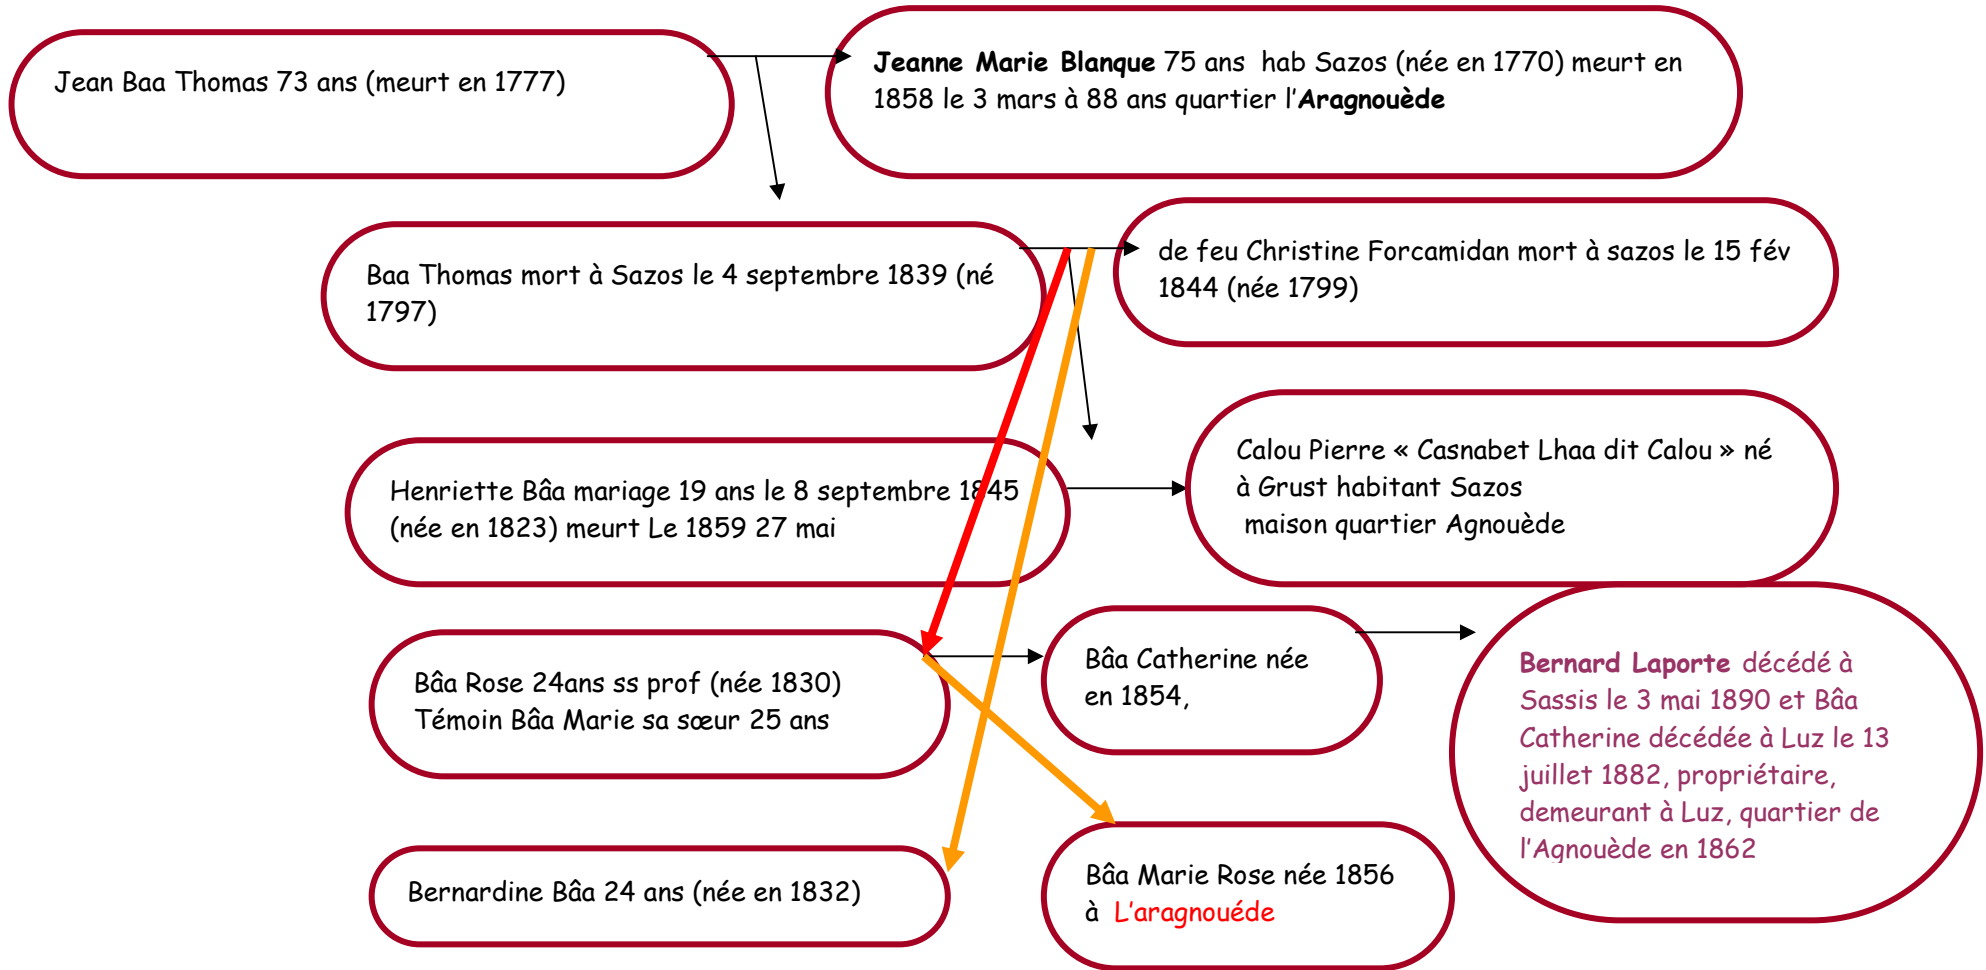 Jean Baa Thomas 73 ans (meurt en 1777)
Jeanne Marie Blanque 75 ans  hab Sazos (née en 1770) meurt en
1858 le 3 mars à 88 ans quartier l’Aragnouède
Baa Thomas mort à Sazos le 4 septembre 1839 (né
1797)
de feu Christine Forcamidan mort à sazos le 15 fév
1844 (née 1799)
Henriette Bâa mariage 19 ans le 8 septembre 1845
(née en 1823) meurt Le 1859 27 mai
Calou Pierre « Casnabet Lhaa dit Calou » né
à Grust habitant Sazos
maison quartier Agnouède
Bâa Rose 24ans ss prof (née 1830)
Témoin Bâa Marie sa sœur 25 ans
Bâa Catherine née
en 1854,
Bernard Laporte décédé à
Sassis le 3 mai 1890 et Bâa
Catherine décédée à Luz le 13
juillet 1882, propriétaire,
demeurant à Luz, quartier de
l’Agnouède en 1862
Bernardine Bâa 24 ans (née en 1832)
Bâa Marie Rose née 1856
à  L’aragnouéde